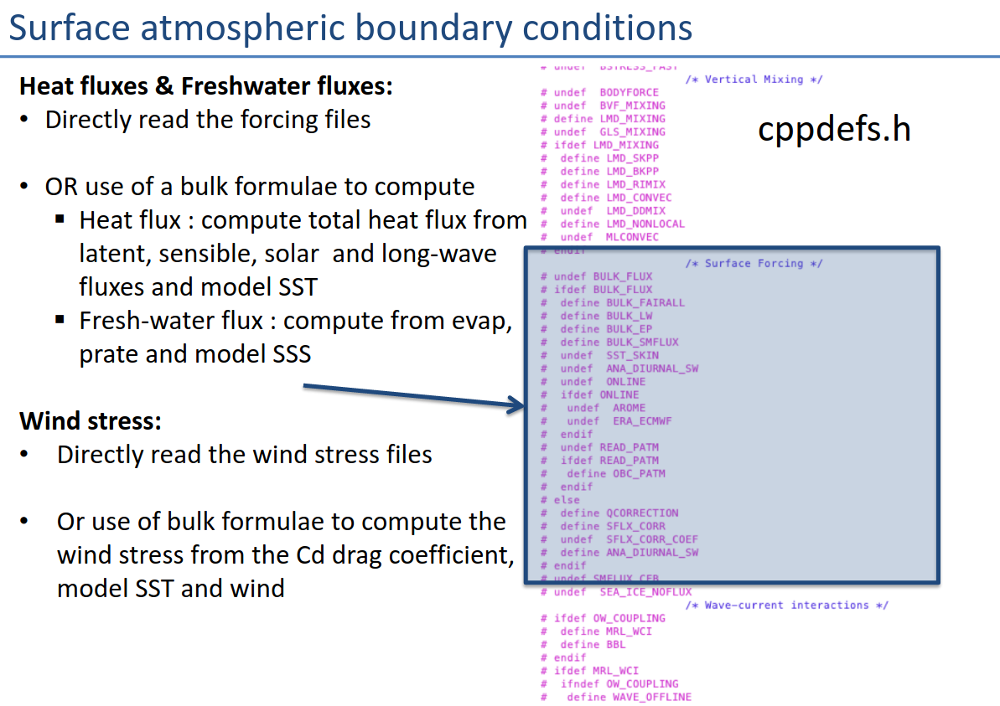 Surface atmospheric boundary conditions
Heat fluxes & Freshwater fluxes:
• Directly read the forcing files
• OR use of a bulk formulae to compute
▪ Heat flux : compute total heat flux from
latent, sensible, solar and long-wave
fluxes and model SST
▪ Fresh-water flux : compute from evap,
prate and model SSS
Wind stress:
• Directly read the wind stress files
• Or use of bulk formulae to compute the
wind stress from the Cd drag coefficient,
model SST and wind
cppdefs.h
# undef BSTRESS_FAST
/* Vertical Mixing */
# undef BODYFORCE
# undef BVF_MIXING
# define LMD_MIXING
# undef GLS_MIXING
# ifdef LMD_MIXING
# define LMD_SKPP
# define LMD_BKPP
# define LMD_RIMIX
# define LMD_CONVEC
# undef LMD_DDMIX
# define LMD_NONLOCAL
# undef MLCONVEC
# endif
/* Surface Forcing */
# undef BULK_FLUX
# ifdef BULK_FLUX
# define BULK_FAIRALL
# define BULK_LW
# define BULK_EP
# define BULK_SMFLUX
# undef SST_SKIN
# undef ANA_DIURNAL_SW
# undef ONLINE
# ifdef ONLINE
# undef AROME
# undef ERA_ECMWF
# endif
# undef READ_PATM
# ifdef READ_PATM
# define OBC_PATM
# endif
# else
# define QCORRECTION
# define SFLX_CORR
# undef SFLX_CORR_COEF
# define ANA_DIURNAL_SW
# endif
# undef SMFLUX_CFB
# undef SEA_ICE_NOFLUX
/* Wave-current interactions */
# ifdef OW_COUPLING
# define MRL_WCI
# define BBL
# endif
# ifdef MRL_WCI
# ifndef OW_COUPLING
# define WAVE_OFFLINE